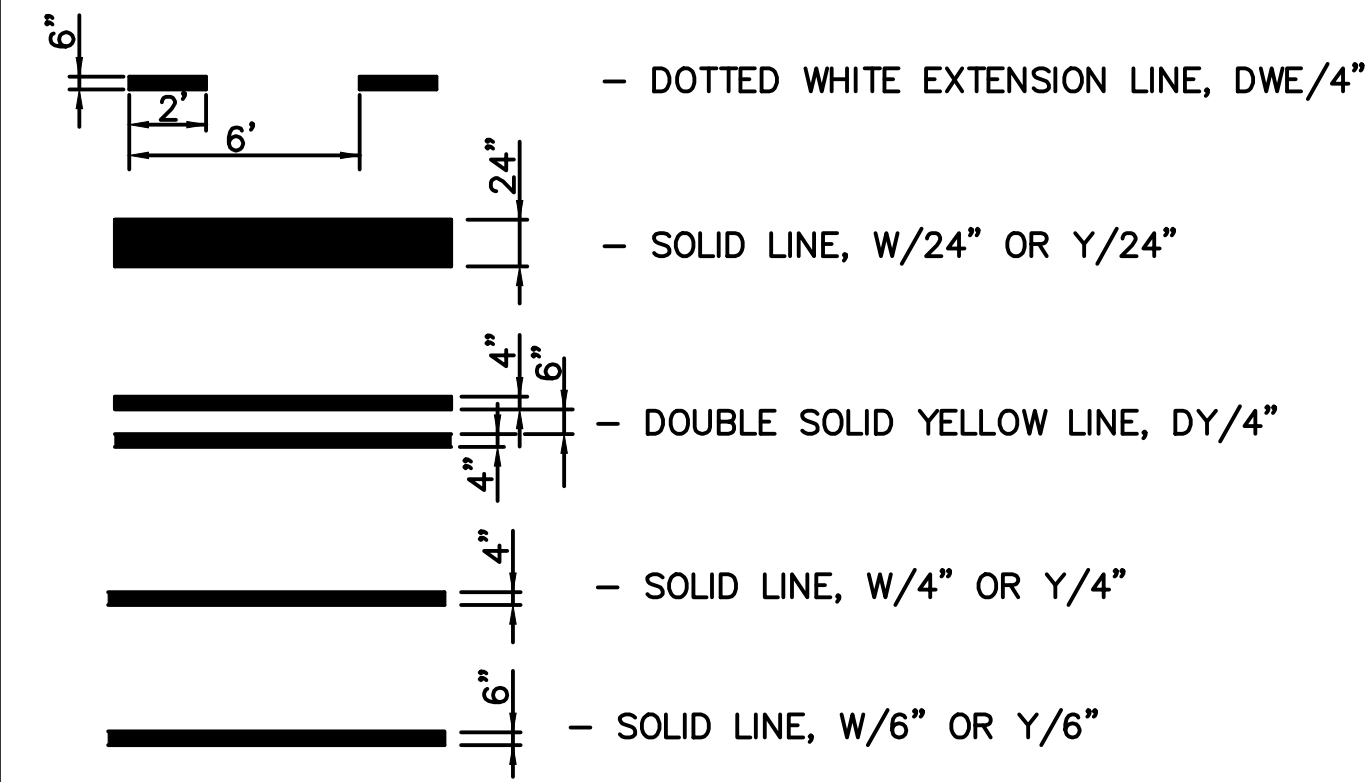 6”
2’
6’
– DOTTED WHITE EXTENSION LINE, DWE/4”
24”
– SOLID LINE, W/24” OR Y/24”
4”
6”
4”
– DOUBLE SOLID YELLOW LINE, DY/4”
4”
– SOLID LINE, W/4” OR Y/4”
6”
– SOLID LINE, W/6” OR Y/6”